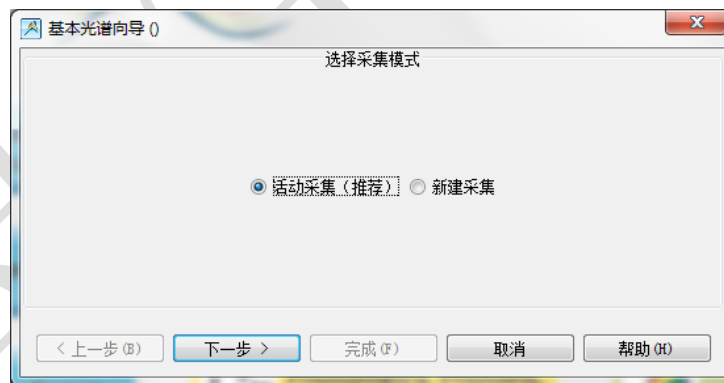 基本光谱向导 ()
选择采集模式
活动采集（推荐） 新建采集
< 上一步(B) 下一步 > 完成(F) 取消 帮助(H)